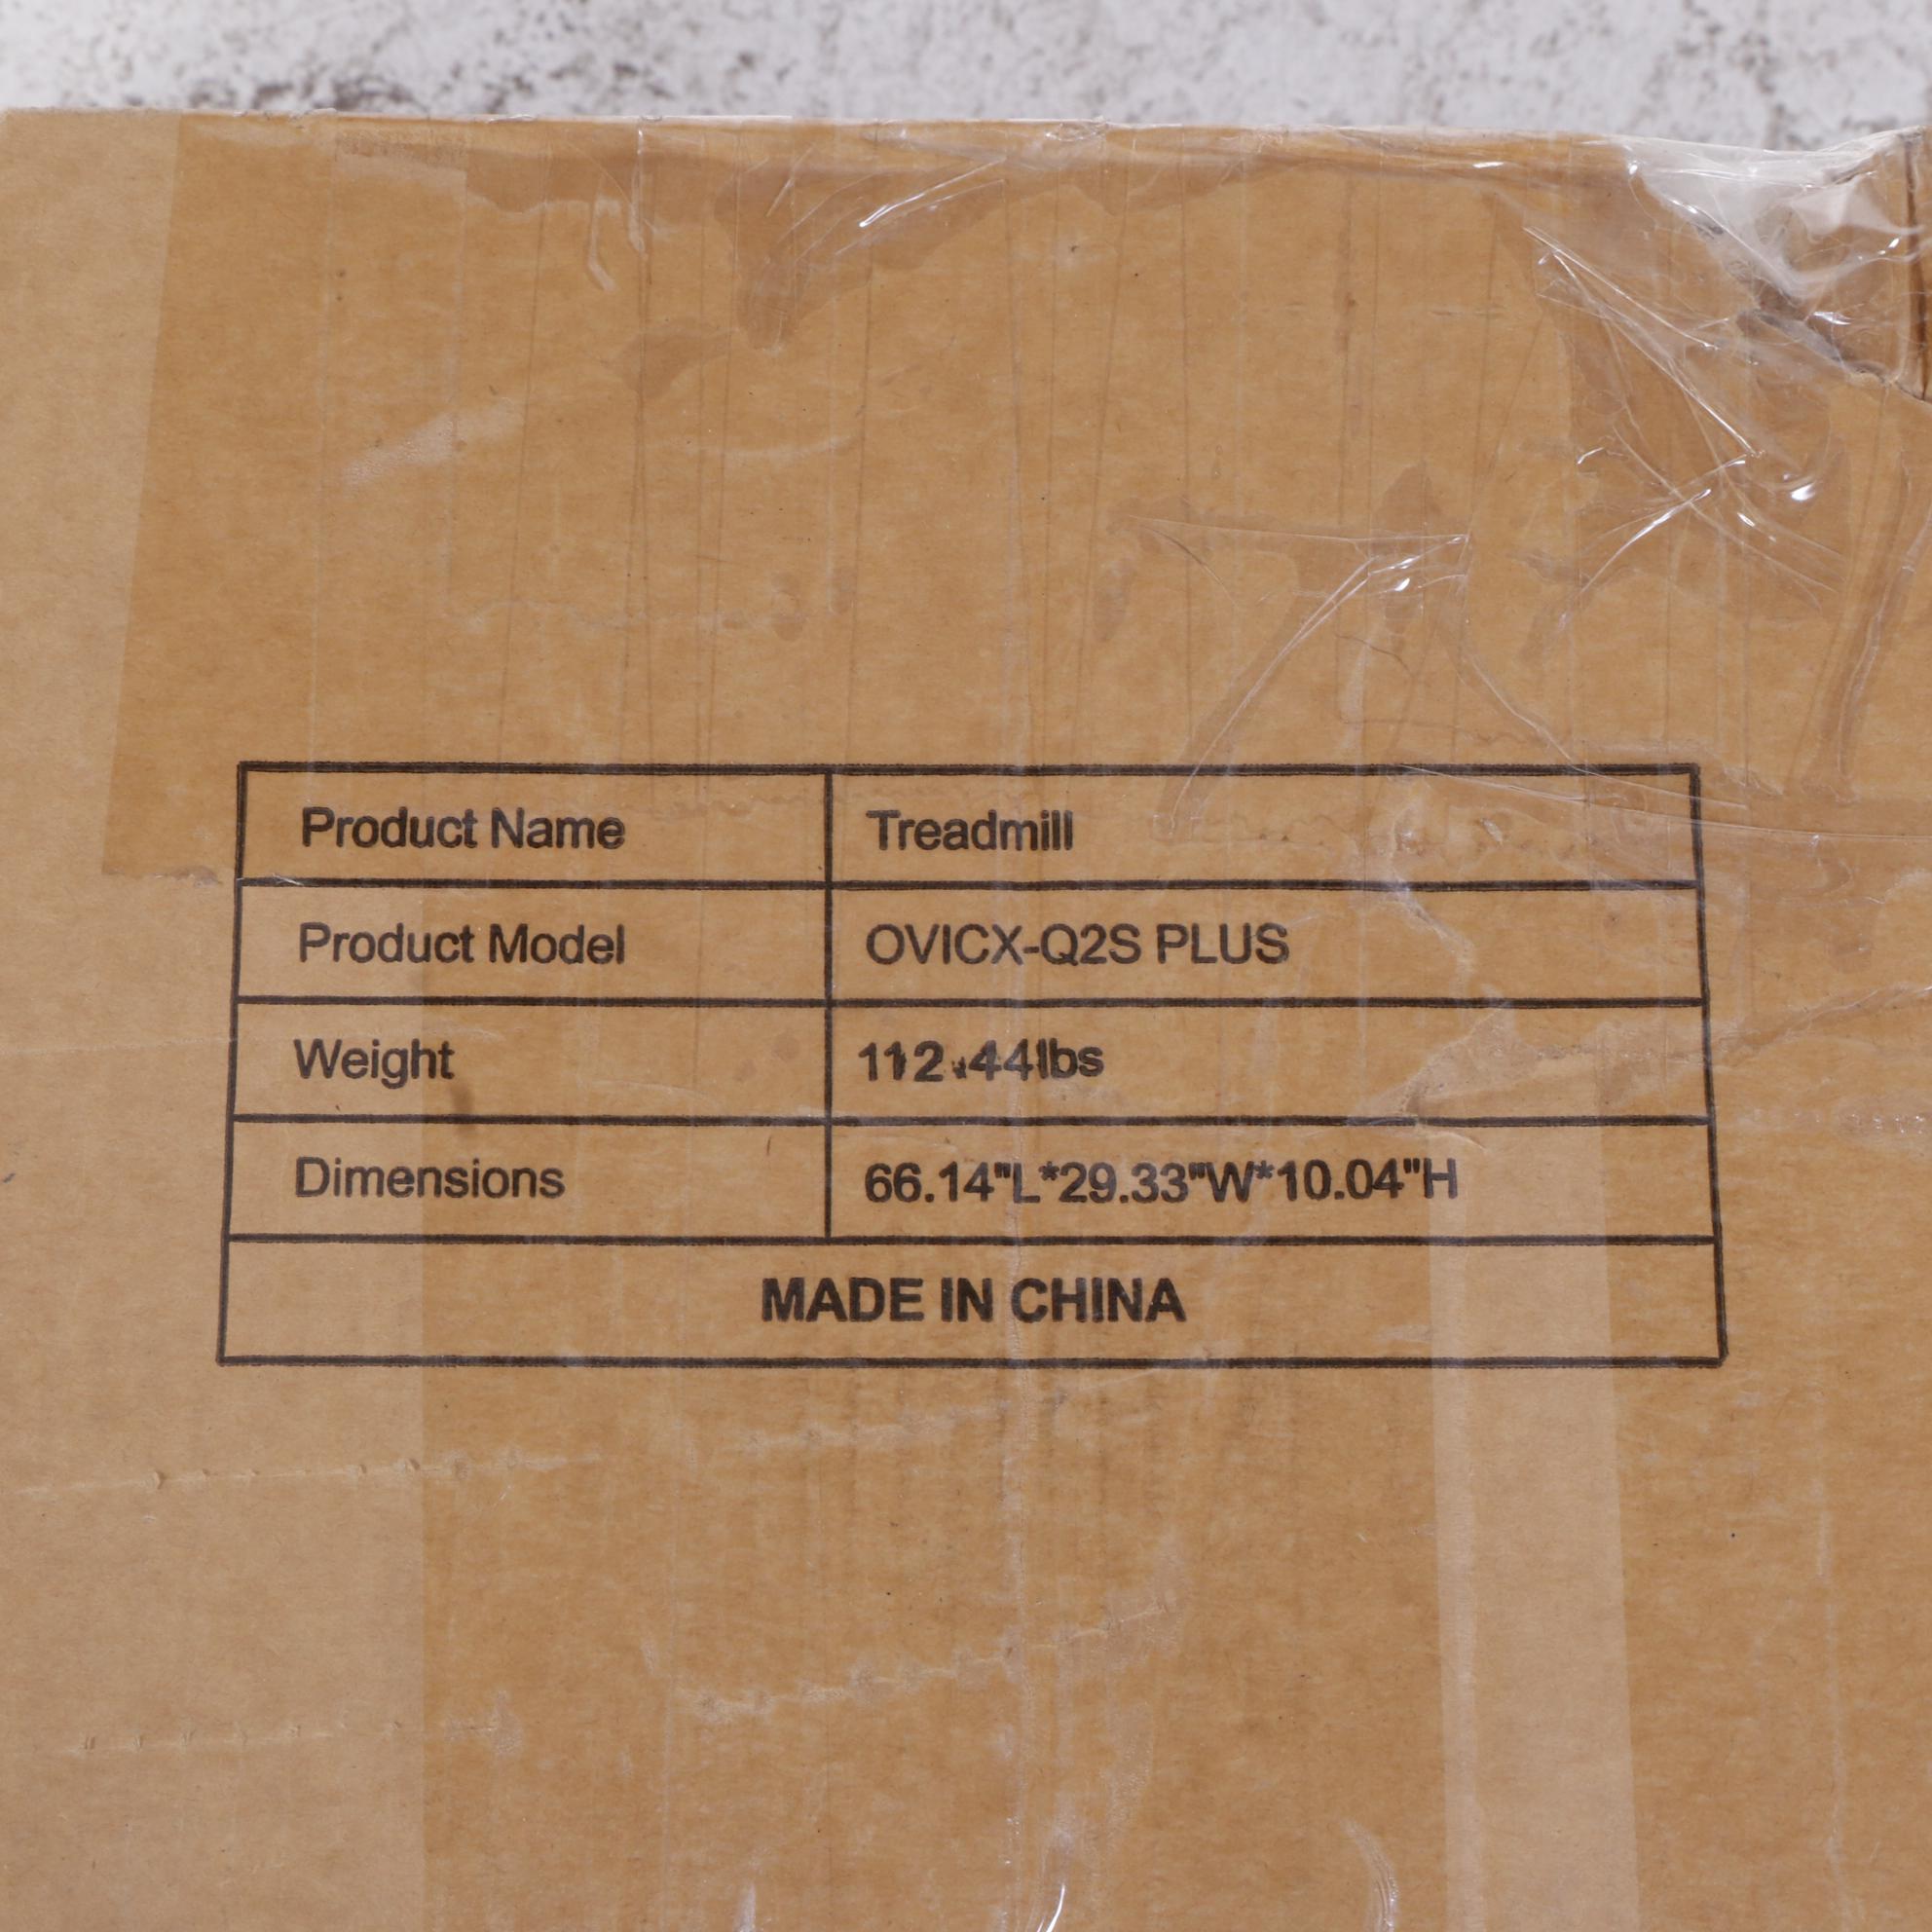 Product Name Treadmill
Product Model OVICX-Q2S PLUS
Weight 112.44lbs
Dimensions 66.14"L*29.33"W*10.04"H
MADE IN CHINA